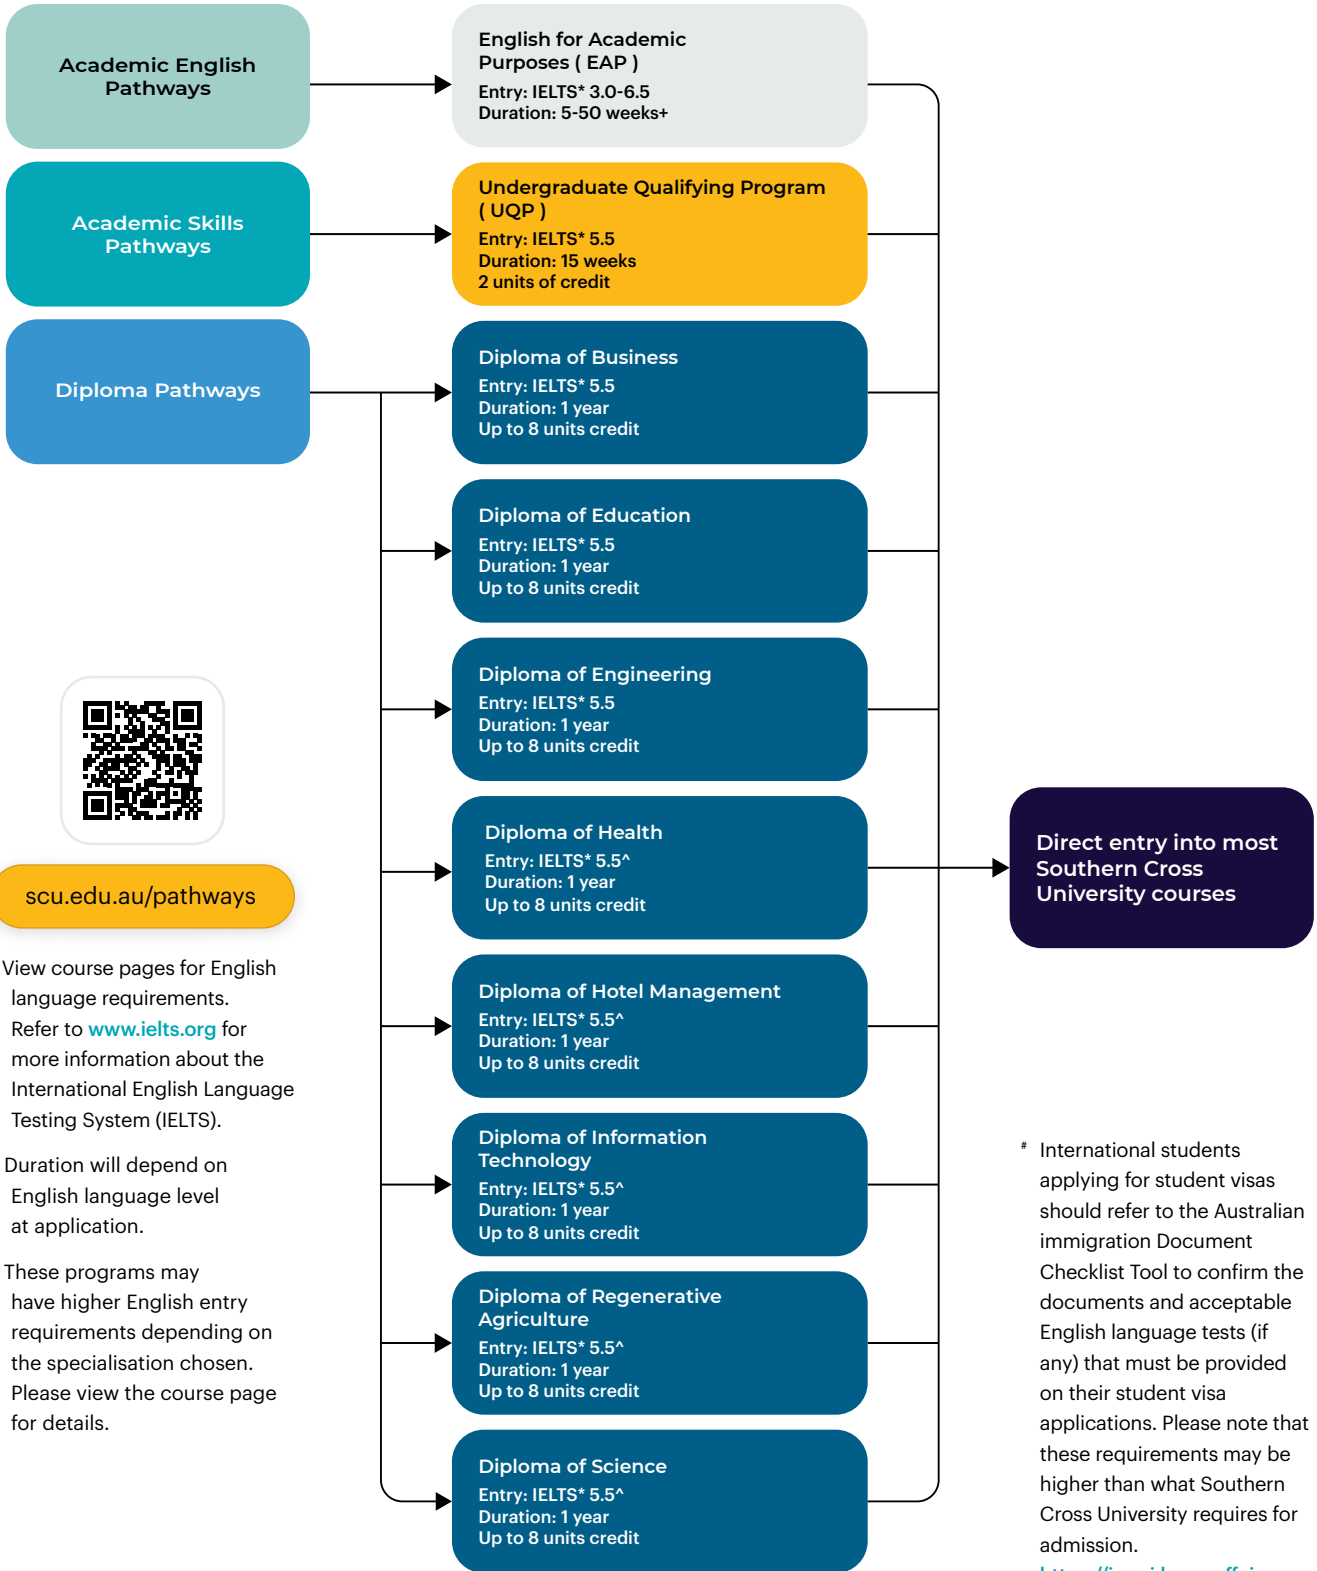 Academic English
Pathways
English for Academic
Purposes ( EAP )
Entry: IELTS* 3.0-6.5
Duration: 5-50 weeks+
Academic Skills
Pathways
Undergraduate Qualifying Program
( UQP )
Entry: IELTS* 5.5
Duration: 15 weeks
2 units of credit
Diploma Pathways
Diploma of Business
Entry: IELTS* 5.5
Duration: 1 year
Up to 8 units credit
Diploma of Education
Entry: IELTS* 5.5
Duration: 1 year
Up to 8 units credit
Diploma of Engineering
Entry: IELTS* 5.5
Duration: 1 year
Up to 8 units credit
Diploma of Health
Entry: IELTS* 5.5^
Duration: 1 year
Up to 8 units credit
Diploma of Hotel Management
Entry: IELTS* 5.5^
Duration: 1 year
Up to 8 units credit
Diploma of Information
Technology
Entry: IELTS* 5.5^
Duration: 1 year
Up to 8 units credit
Diploma of Regenerative
Agriculture
Entry: IELTS* 5.5^
Duration: 1 year
Up to 8 units credit
Diploma of Science
Entry: IELTS* 5.5^
Duration: 1 year
Up to 8 units credit
Direct entry into most
Southern Cross
University courses
scu.edu.au/pathways
View course pages for English
language requirements.
Refer to www.ielts.org for
more information about the
International English Language
Testing System (IELTS).
Duration will depend on
English language level
at application.
These programs may
have higher English entry
requirements depending on
the specialisation chosen.
Please view the course page
for details.
# International students
applying for student visas
should refer to the Australian
immigration Document
Checklist Tool to confirm the
documents and acceptable
English language tests (if
any) that must be provided
on their student visa
applications. Please note that
these requirements may be
higher than what Southern
Cross University requires for
admission.